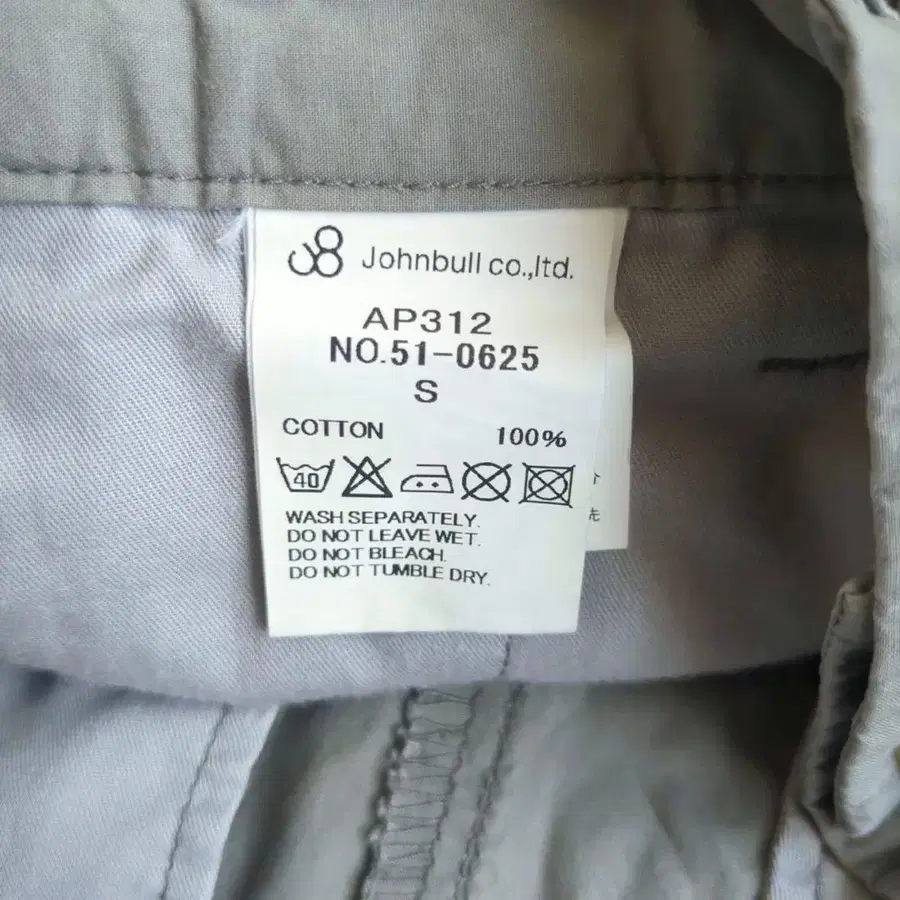 Johnbull co.,ltd.
AP312
NO.51-0625
S
COTTON 100%
40
WASH SEPARATELY.
DO NOT LEAVE WET.
DO NOT BLEACH.
DO NOT TUMBLE DRY.